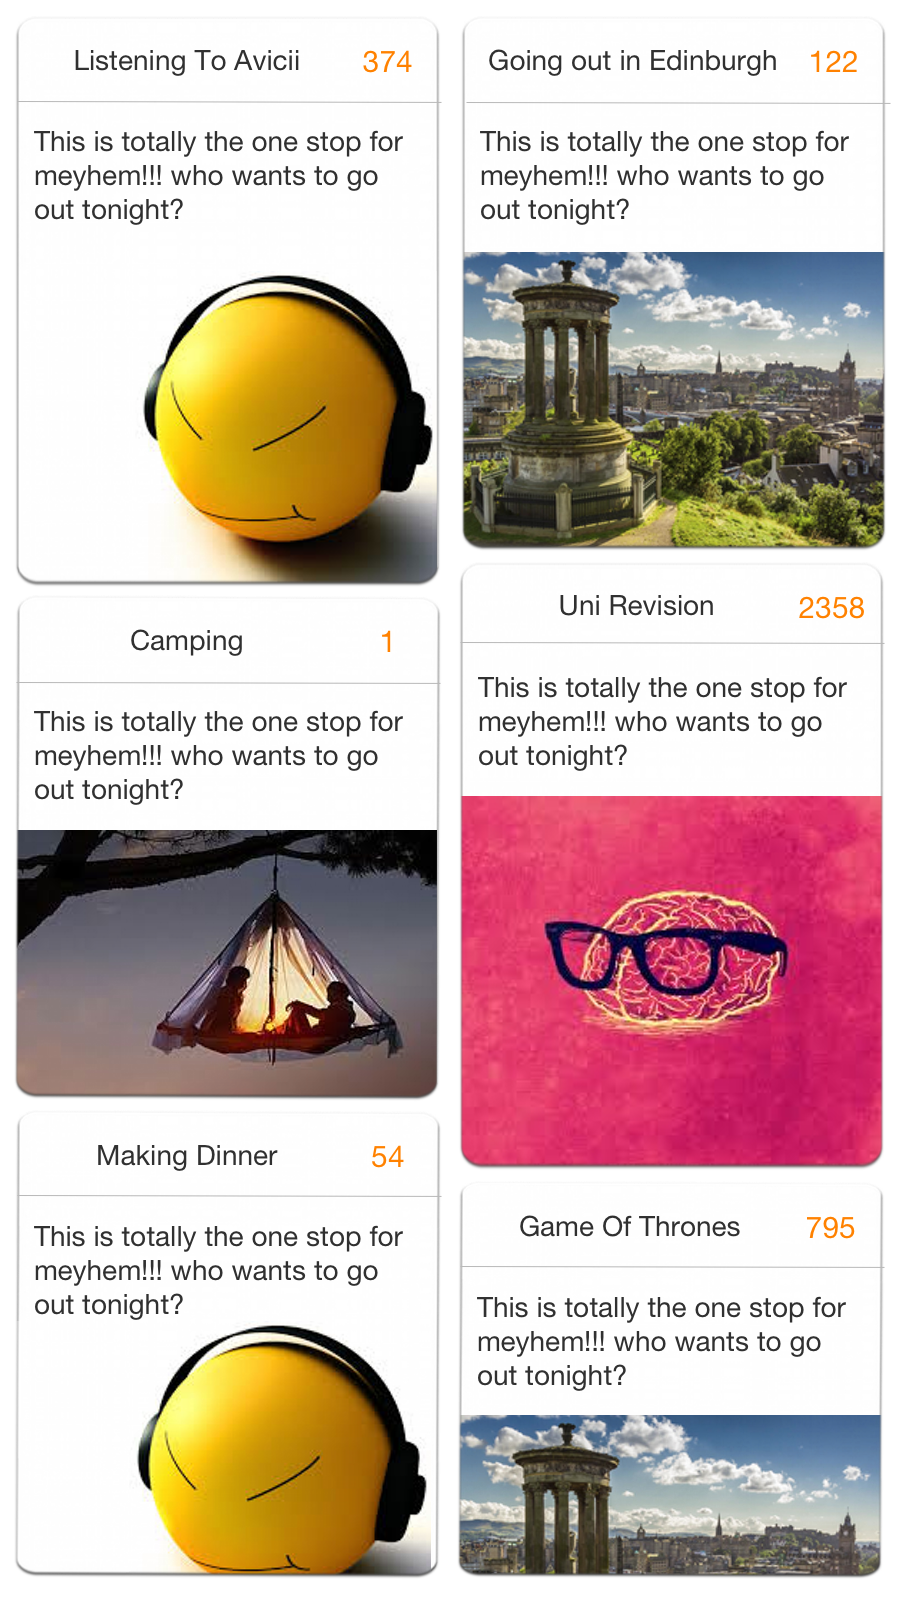 Listening To Avicii 374
This is totally the one stop for
meyhem!!! who wants to go
out tonight?
Going out in Edinburgh 122
This is totally the one stop for
meyhem!!! who wants to go
out tonight?
Camping 1
This is totally the one stop for
meyhem!!! who wants to go
out tonight?
Uni Revision 2358
This is totally the one stop for
meyhem!!! who wants to go
out tonight?
Making Dinner 54
This is totally the one stop for
meyhem!!! who wants to go
out tonight?
Game Of Thrones 795
This is totally the one stop for
meyhem!!! who wants to go
out tonight?